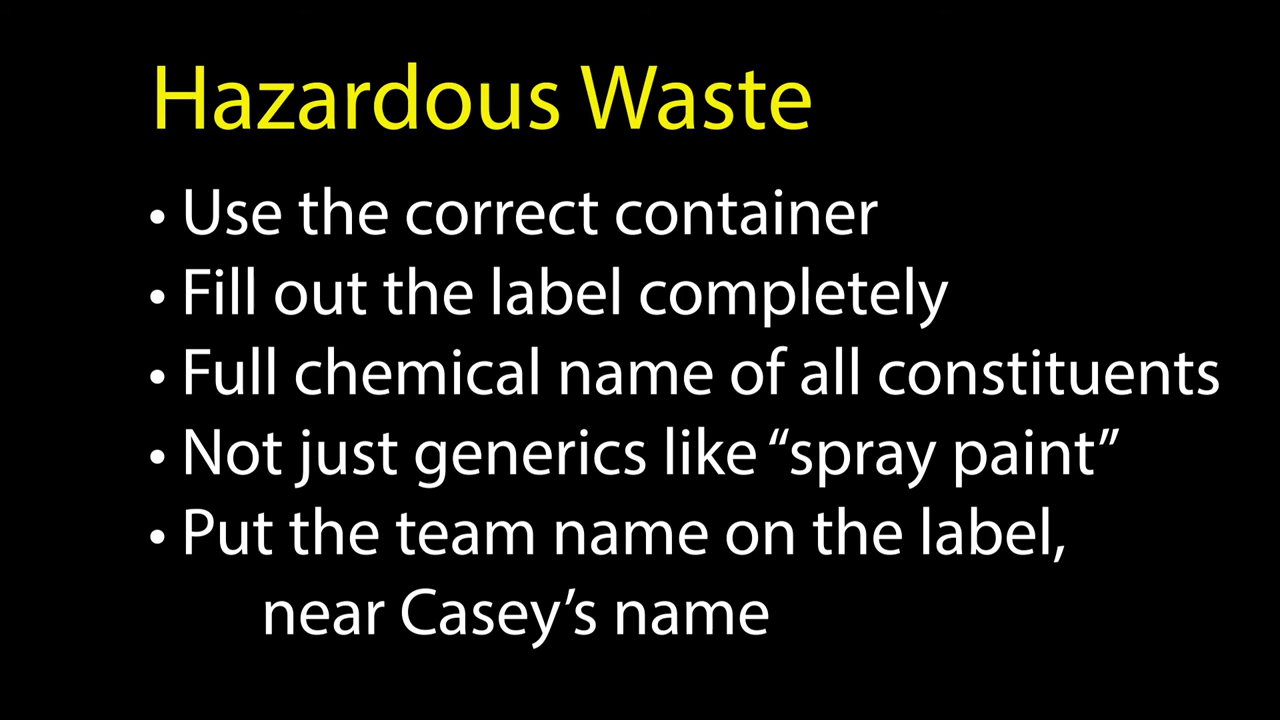 Hazardous Waste
• Use the correct container
• Fill out the label completely
• Full chemical name of all constituents
• Not just generics like “spray paint”
• Put the team name on the label,
near Casey’s name